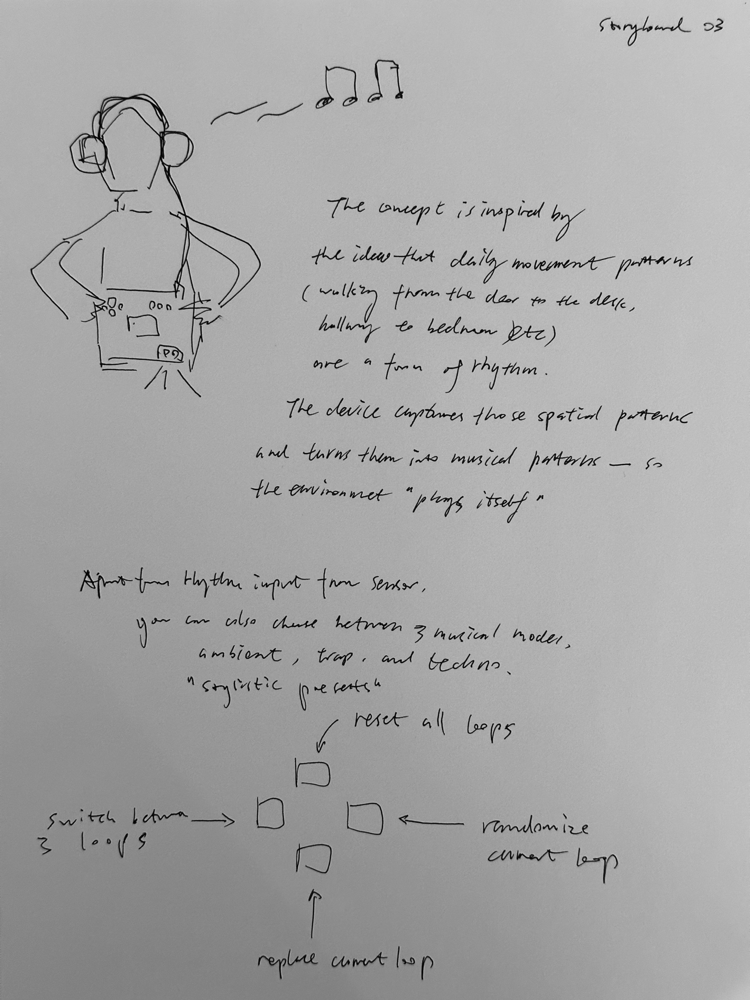 Storyboard 03
The concept is inspired by
the idea that daily movement patterns
(walking from the door to the desk,
hallway to bedroom etc)
are a form of rhythm.
The device captures those spatial patterns
and turns them into musical patterns — so
the environmet "plays itself"
Apart from rhythm input from sensor,
you can also choose between 3 musical modes,
ambient, trap, and techno.
"stylistic presets"
reset all loops
switch between
3 loops
randomize
current loop
replace current loop